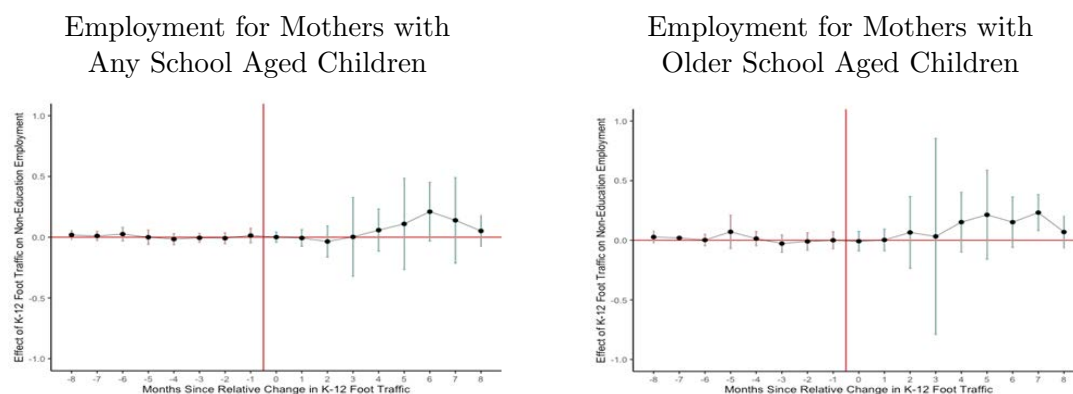 Employment for Mothers with
Any School Aged Children
Effect of K-12 Foot Traffic on Non-Education Employment
1.0
0.5
0.0
-0.5
-1.0
-8 -7 -6 -5 -4 -3 -2 -1 0 1 2 3 4 5 6 7 8
Months Since Relative Change in K-12 Foot Traffic
Employment for Mothers with
Older School Aged Children
Effect of K-12 Foot Traffic on Non-Education Employment
1.0
0.5
0.0
-0.5
-1.0
-8 -7 -6 -5 -4 -3 -2 -1 0 1 2 3 4 5 6 7 8
Months Since Relative Change in K-12 Foot Traffic